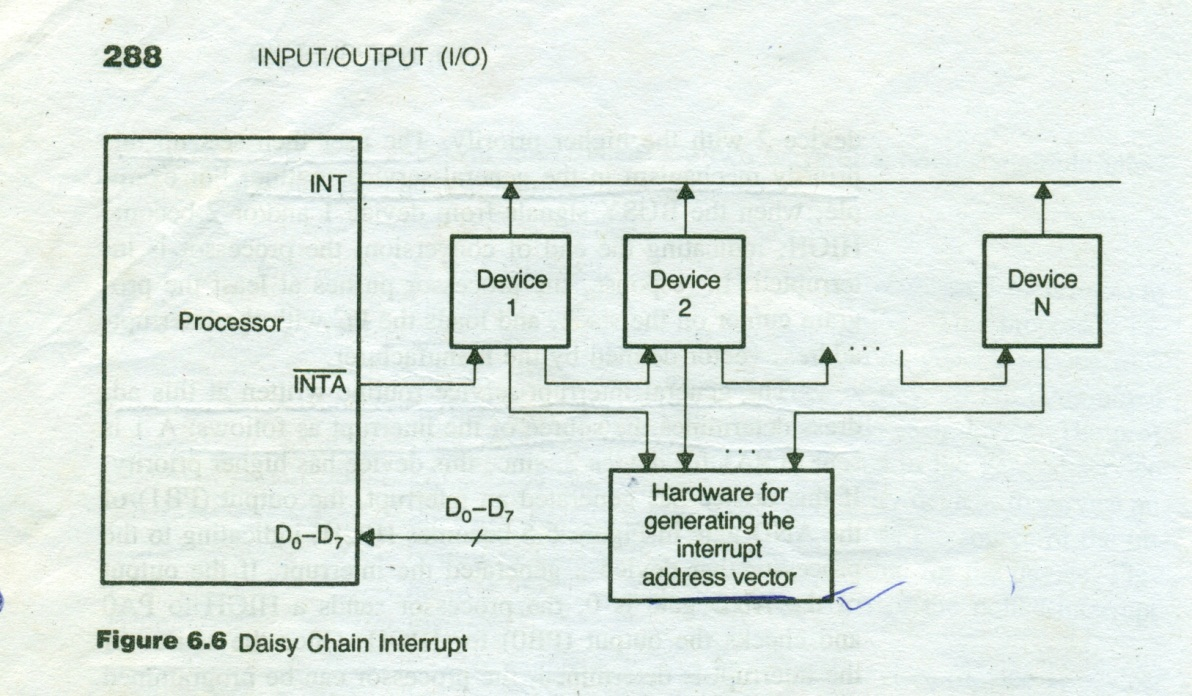 288 INPUT/OUTPUT (I/O)
INT
Device
1
Device
2
Device
N
Processor
INTA
...
...
Hardware for
generating the
interrupt
address vector
D₀–D₇
D₀–D₇
Figure 6.6 Daisy Chain Interrupt